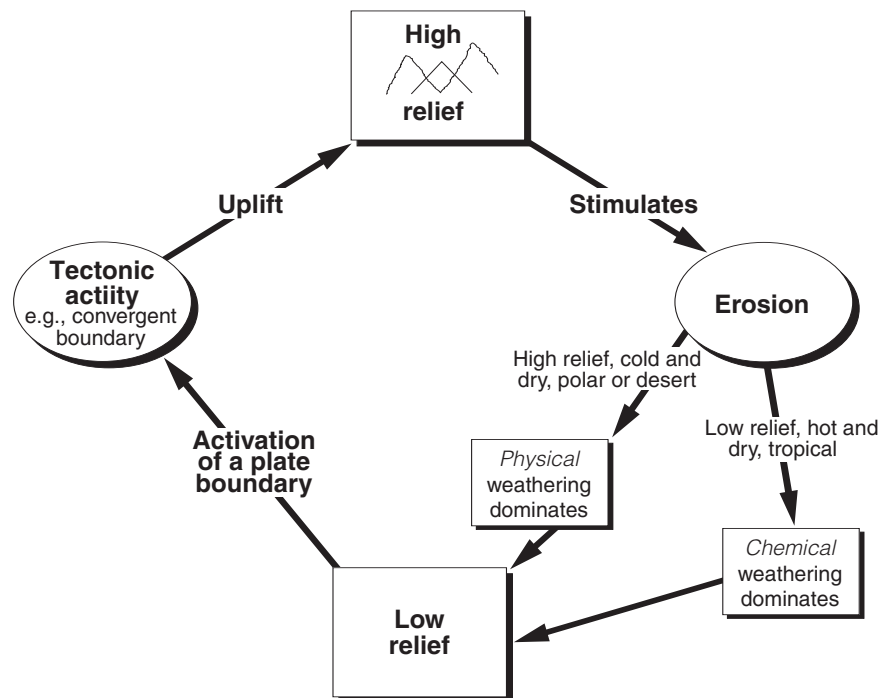 High
relief
Uplift
Stimulates
Tectonic
actiity
e.g., convergent
boundary
Erosion
High relief, cold and
dry, polar or desert
Low relief, hot and
dry, tropical
Activation
of a plate
boundary
Physical
weathering
dominates
Chemical
weathering
dominates
Low
relief